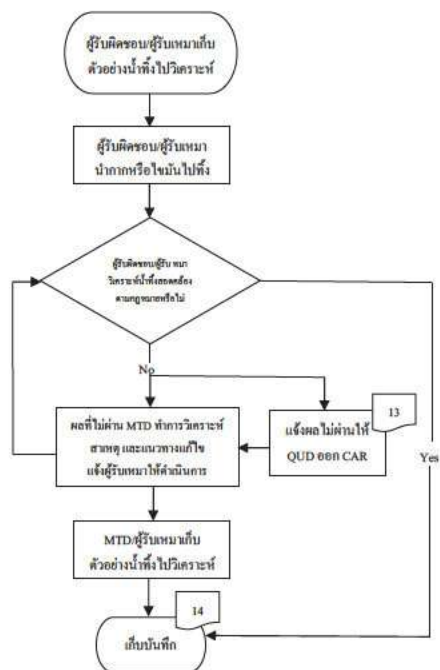 ผู้รับผิดชอบ/ผู้รับเหมาเก็บ
ตัวอย่างน้ำทิ้งไปวิเคราะห์
ผู้รับผิดชอบ/ผู้รับเหมา
นำกากหรือไขมันไปทิ้ง
ผู้รับผิดชอบ/ผู้รับ หมา
วิเคราะห์น้ำทิ้งสอดคล้อง
ตามกฎหมายหรือไม่
No
13
ผลที่ไม่ผ่าน MTD ทำการวิเคราะห์
สาเหตุ และแนวทางแก้ไข
แจ้งผู้รับเหมาให้ดำเนินการ
แจ้งผลไม่ผ่านให้
QUD ออก CAR
Yes
MTD/ผู้รับเหมาเก็บ
ตัวอย่างน้ำทิ้งไปวิเคราะห์
14
เก็บบันทึก